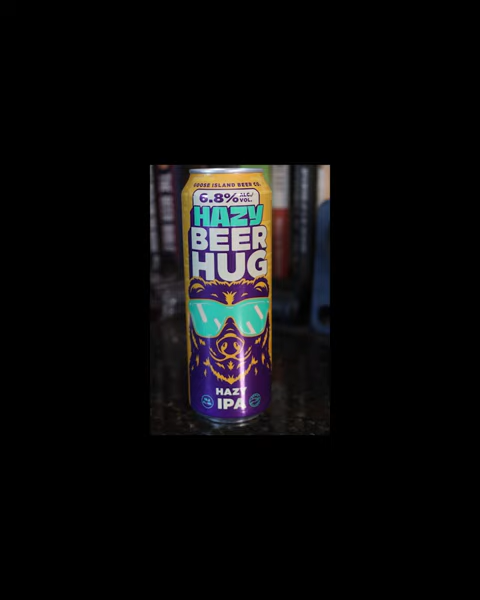 GOOSE ISLAND BEER CO.
6.8% ALC./
VOL.
HAZY
BEER
HUG
HAZY
IPA